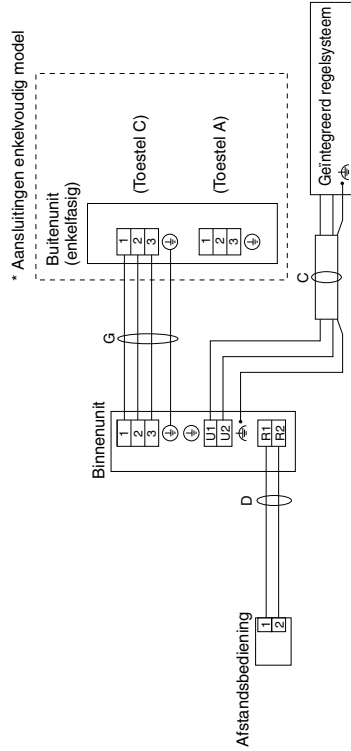 * Aansluitingen enkelvoudig model
Buitenunit
(enkelfasig)
1
2
3
(Toestel C)
1
2
3
(Toestel A)
G
Binnenunit
1
2
3
U1
U2
R1
R2
C
Geïntegreerd regelsysteem
D
1
2
Afstandsbediening